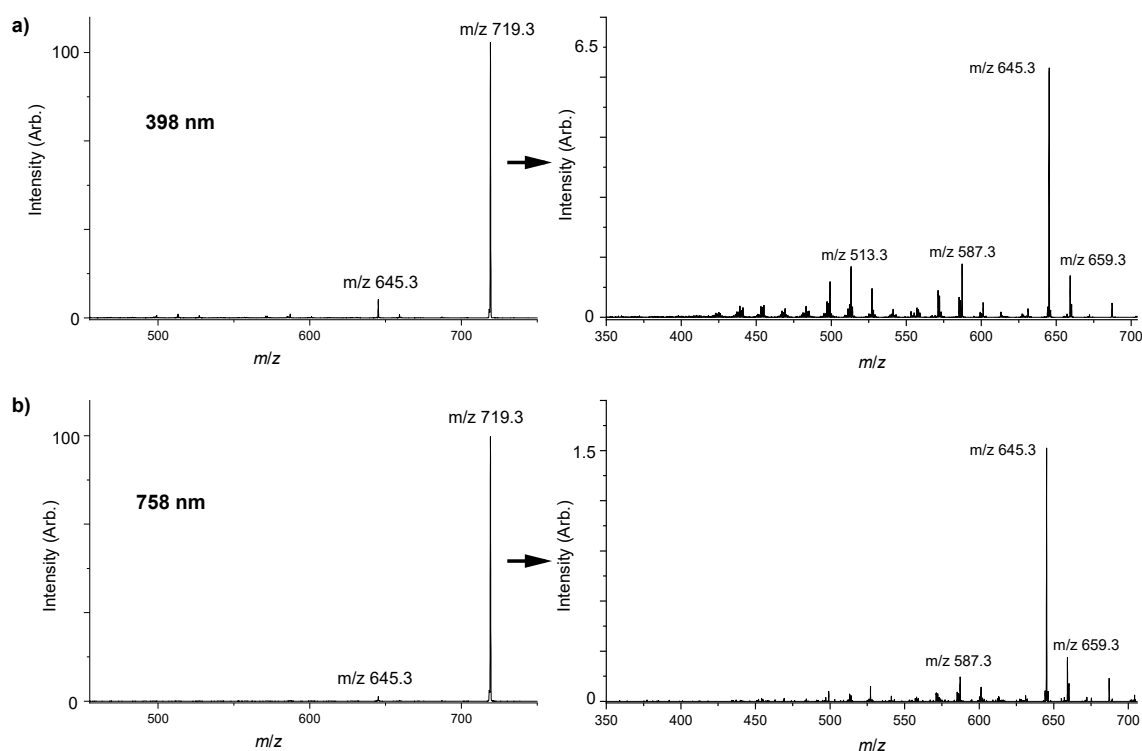 a)
m/z 719.3
100
398 nm
Intensity (Arb.)
m/z 645.3
0
500
600
700
m/z
6.5
m/z 645.3
Intensity (Arb.)
m/z 513.3
m/z 587.3
m/z 659.3
0
350
400
450
500
550
600
650
700
m/z
b)
m/z 719.3
100
758 nm
Intensity (Arb.)
m/z 645.3
0
500
600
700
m/z
1.5
m/z 645.3
Intensity (Arb.)
m/z 587.3
m/z 659.3
0
350
400
450
500
550
600
650
700
m/z